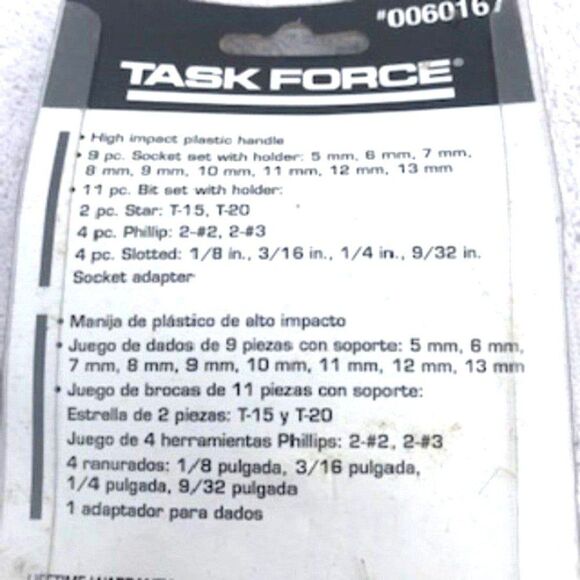 #0060167
TASK FORCE®
• High impact plastic handle
• 9 pc. Socket set with holder: 5 mm, 6 mm, 7 mm,
8 mm, 9 mm, 10 mm, 11 mm, 12 mm, 13 mm
• 11 pc. Bit set with holder:
2 pc. Star: T-15, T-20
4 pc. Phillip: 2-#2, 2-#3
4 pc. Slotted: 1/8 in., 3/16 in., 1/4 in., 9/32 in.
Socket adapter
• Manija de plástico de alto impacto
• Juego de dados de 9 piezas con soporte: 5 mm, 6 mm,
7 mm, 8 mm, 9 mm, 10 mm, 11 mm, 12 mm, 13 mm
• Juego de brocas de 11 piezas con soporte:
Estrella de 2 piezas: T-15 y T-20
Juego de 4 herramientas Phillips: 2-#2, 2-#3
4 ranurados: 1/8 pulgada, 3/16 pulgada,
1/4 pulgada, 9/32 pulgada
1 adaptador para dados